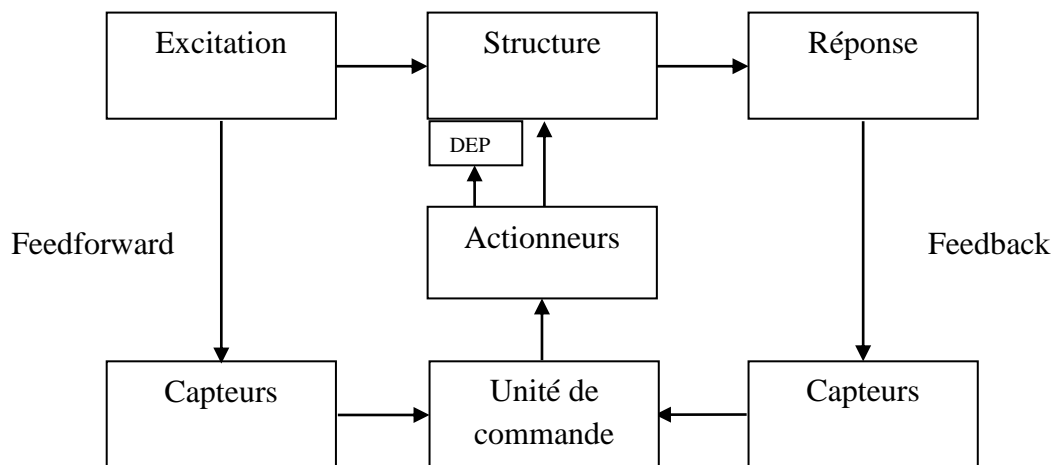 Excitation
Structure
Réponse
DEP
Actionneurs
Feedforward
Feedback
Capteurs
Unité de
commande
Capteurs